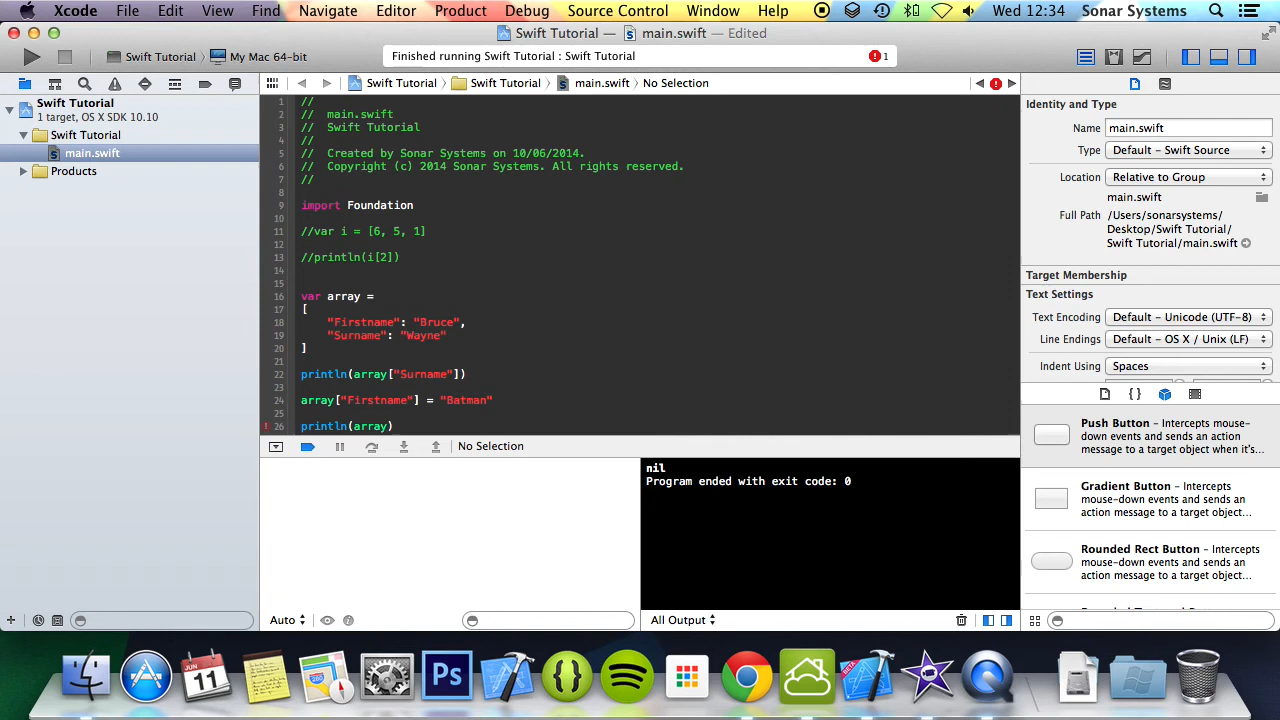 Xcode File Edit View Find Navigate Editor Product Debug Source Control Window Help Wed 12:34 Sonar Systems
Swift Tutorial — main.swift — Edited
Swift Tutorial My Mac 64-bit
Finished running Swift Tutorial : Swift Tutorial 1
Swift Tutorial Swift Tutorial main.swift No Selection
Swift Tutorial
1 target, OS X SDK 10.10
Swift Tutorial
main.swift
Products
1 //
2 // main.swift
3 // Swift Tutorial
4 //
5 // Created by Sonar Systems on 10/06/2014.
6 // Copyright (c) 2014 Sonar Systems. All rights reserved.
7 //
8
9 import Foundation
10
11 //var i = [6, 5, 1]
12
13 //println(i[2])
14
15
16 var array =
17 [
18 "Firstname": "Bruce",
19 "Surname": "Wayne"
20 ]
21
22 println(array["Surname"])
23
24 array["Firstname"] = "Batman"
25
26 println(array)
No Selection
nil
Program ended with exit code: 0
Auto
All Output
Identity and Type
Name main.swift
Type Default - Swift Source
Location Relative to Group
main.swift
Full Path /Users/sonarsystems/
Desktop/Swift Tutorial/
Swift Tutorial/main.swift
Target Membership
Text Settings
Text Encoding Default - Unicode (UTF-8)
Line Endings Default - OS X / Unix (LF)
Indent Using Spaces
Push Button - Intercepts
mouse-down events and sends an
action message to a target object when it's...
Gradient Button - Intercepts
mouse-down events and sends an
action message to a target object...
Rounded Rect Button - Intercepts
mouse-down events and sends an
action message to a target object...
JUN
11
280
Ps